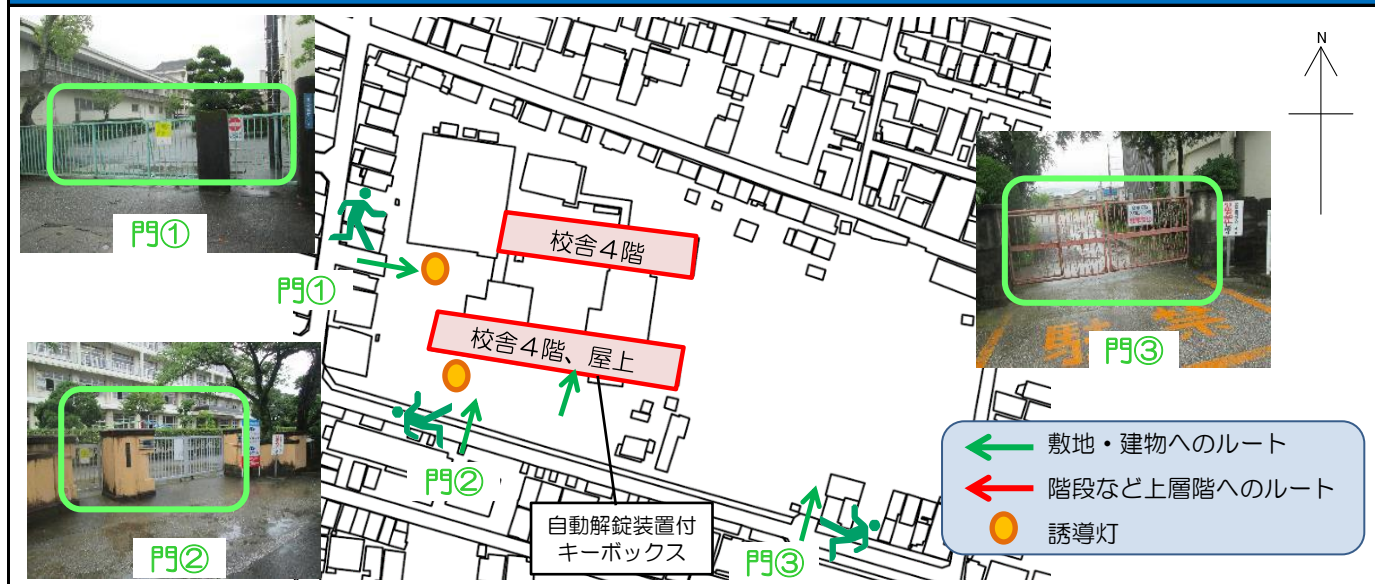 N
門①
門①
校舎4階
校舎4階、屋上
門②
門②
自動解錠装置付
キーボックス
門③
駐禁
門③
敷地・建物へのルート
階段など上層階へのルート
誘導灯